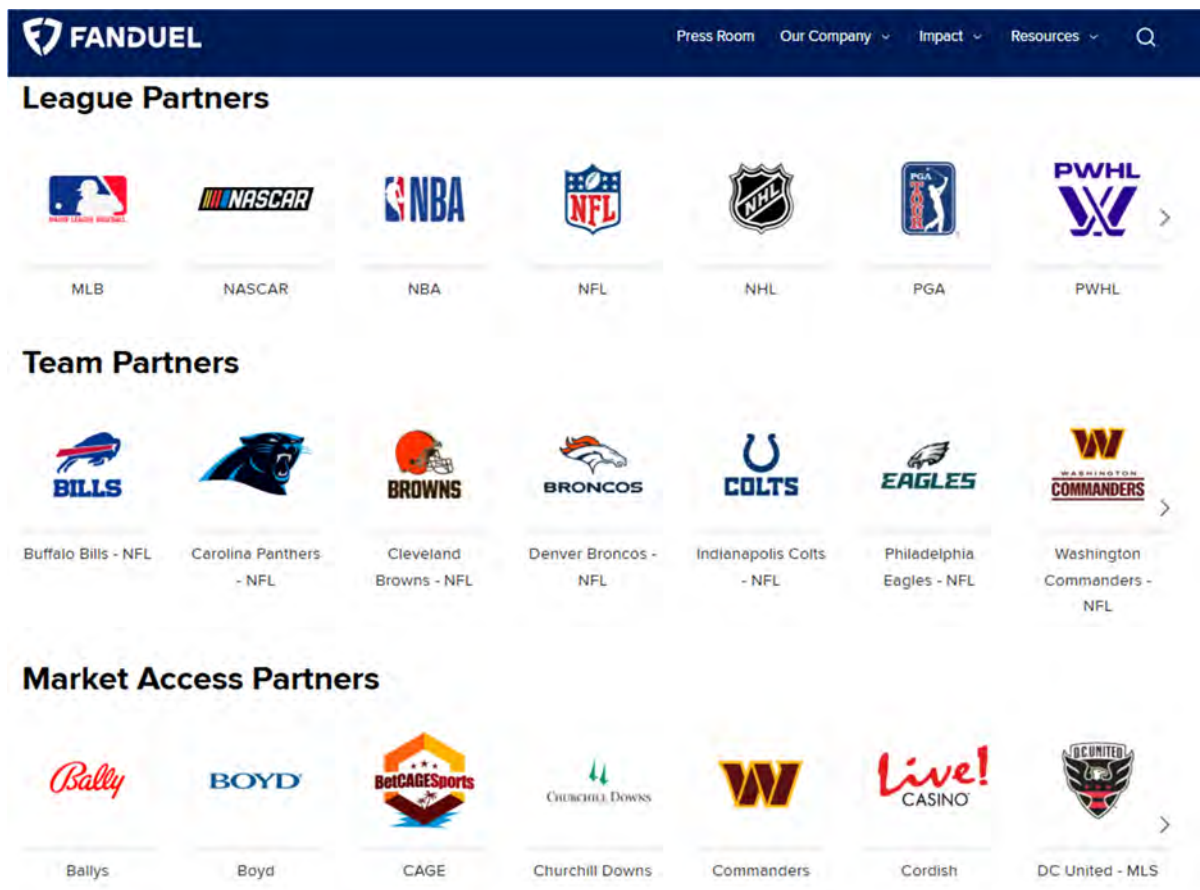 FANDUEL
Press Room Our Company Impact Resources
League Partners
MAJOR LEAGUE BASEBALL
NASCAR
NBA
NFL
NHL
PGA
TOUR
PWHL
MLB NASCAR NBA NFL NHL PGA PWHL
Team Partners
BILLS
BROWNS
BRONCOS
COLTS
EAGLES
WASHINGTON
COMMANDERS
Buffalo Bills - NFL
Carolina Panthers
- NFL
Cleveland
Browns - NFL
Denver Broncos -
NFL
Indianapolis Colts
- NFL
Philadelphia
Eagles - NFL
Washington
Commanders -
NFL
Market Access Partners
Bally
BOYD
BetCAGESports
CHURCHILL DOWNS
Live!
CASINO
DC UNITED
Ballys Boyd CAGE Churchill Downs Commanders Cordish DC United - MLS